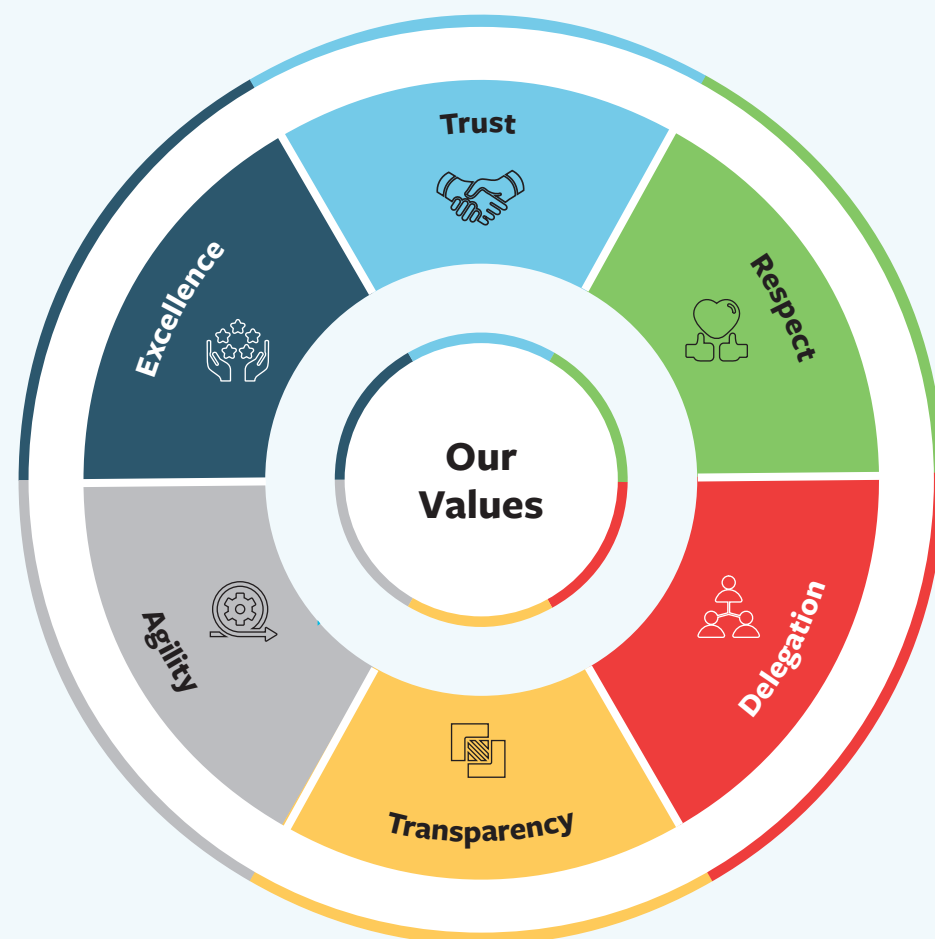 Trust
Respect
Delegation
Transparency
Agility
Excellence
Our
Values